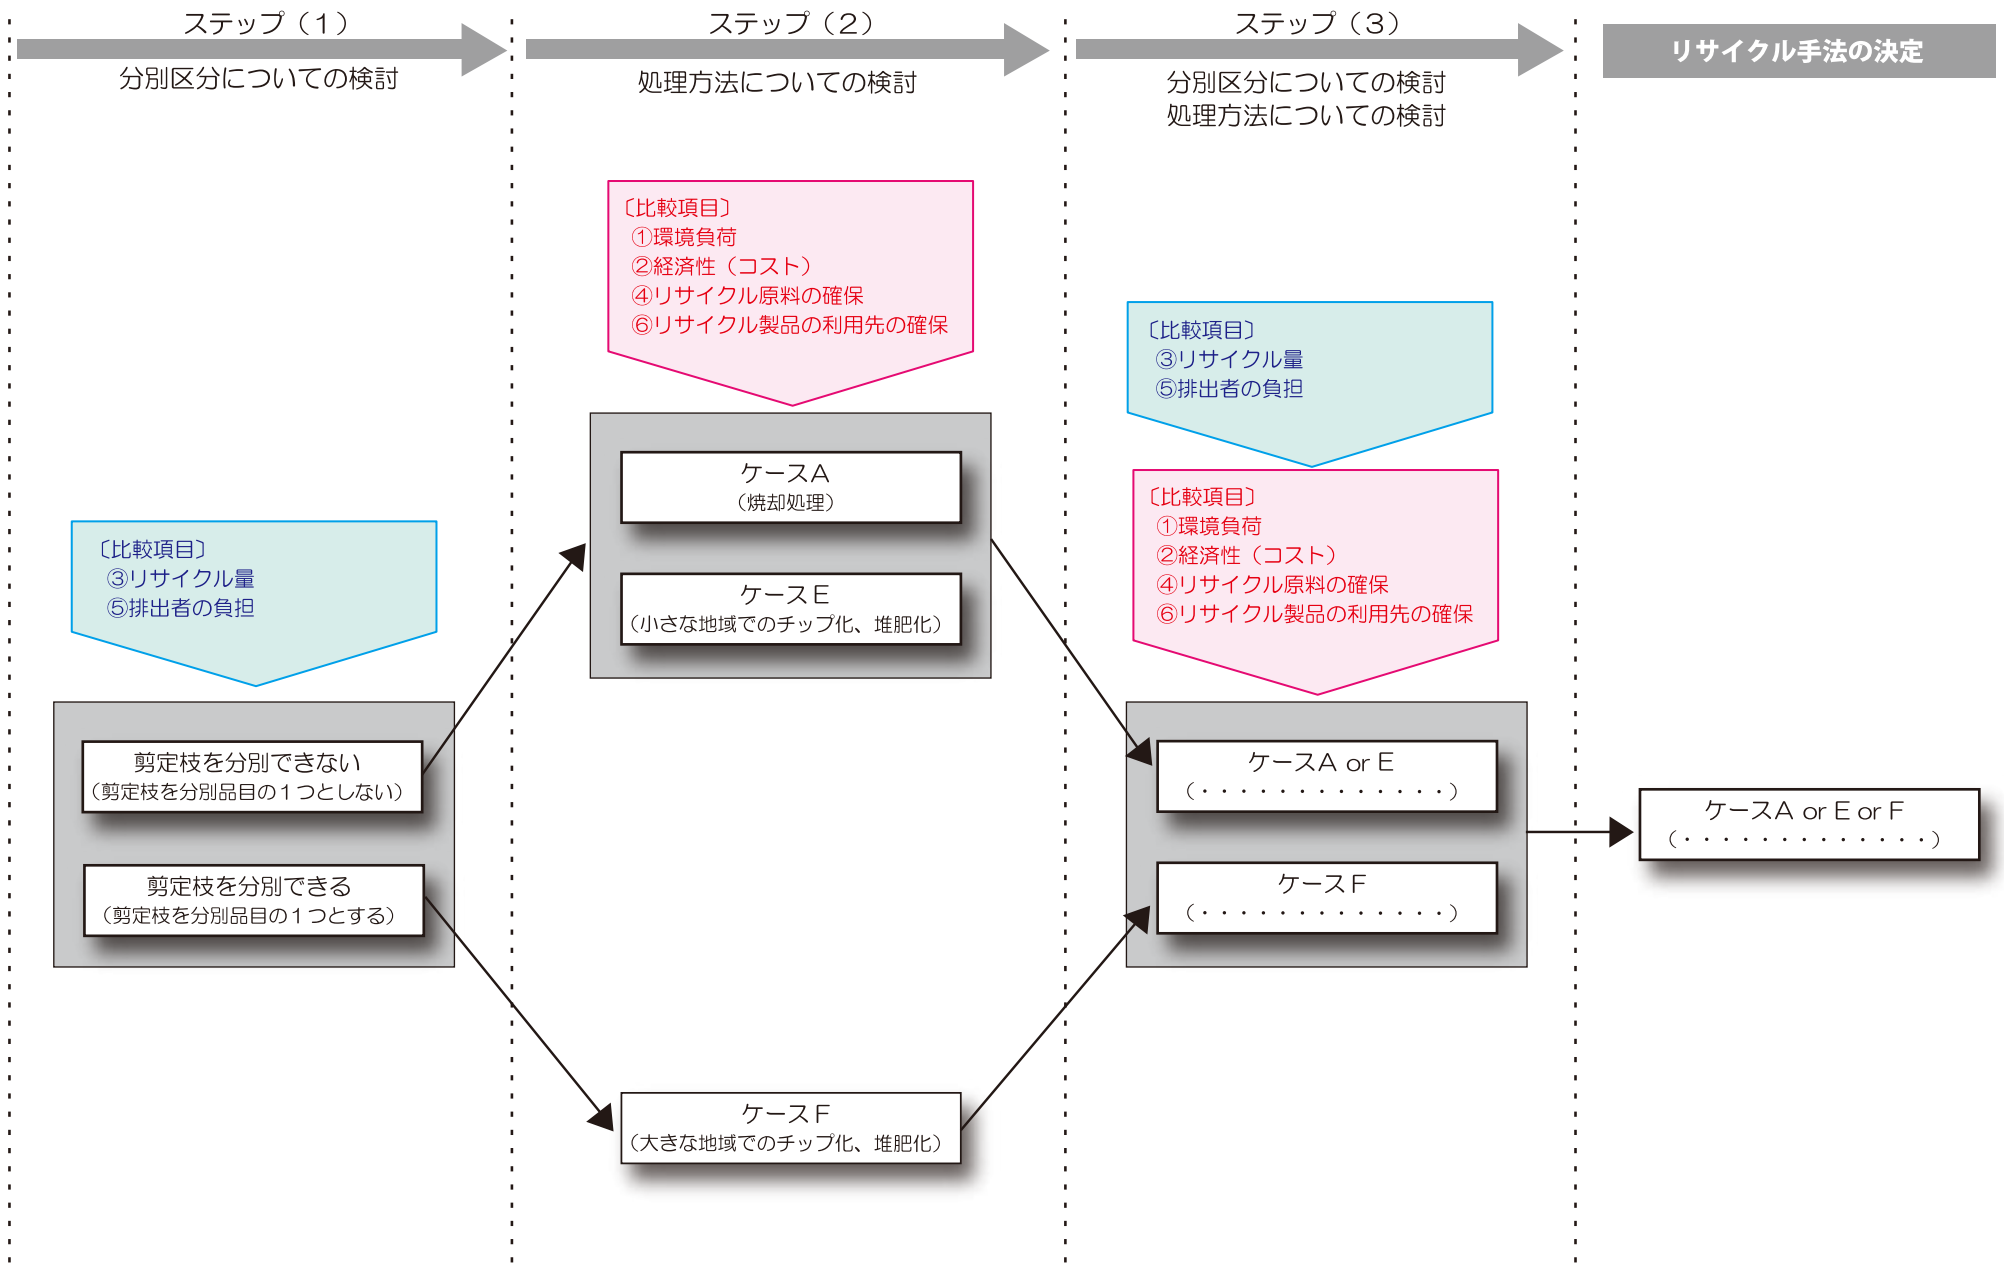 ステップ（１）
分別区分についての検討
ステップ（２）
処理方法についての検討
ステップ（３）
分別区分についての検討
処理方法についての検討
リサイクル手法の決定
〔比較項目〕
③リサイクル量
⑤排出者の負担
剪定枝を分別できない
（剪定枝を分別品目の１つとしない）
剪定枝を分別できる
（剪定枝を分別品目の１つとする）
〔比較項目〕
①環境負荷
②経済性（コスト）
④リサイクル原料の確保
⑥リサイクル製品の利用先の確保
ケースＡ
（焼却処理）
ケースＥ
（小さな地域でのチップ化、堆肥化）
ケースＦ
（大きな地域でのチップ化、堆肥化）
〔比較項目〕
③リサイクル量
⑤排出者の負担
〔比較項目〕
①環境負荷
②経済性（コスト）
④リサイクル原料の確保
⑥リサイクル製品の利用先の確保
ケースＡ or Ｅ
（・・・・・・・・・・・・・）
ケースＦ
（・・・・・・・・・・・・・）
ケースＡ or Ｅ or Ｆ
（・・・・・・・・・・・・・）